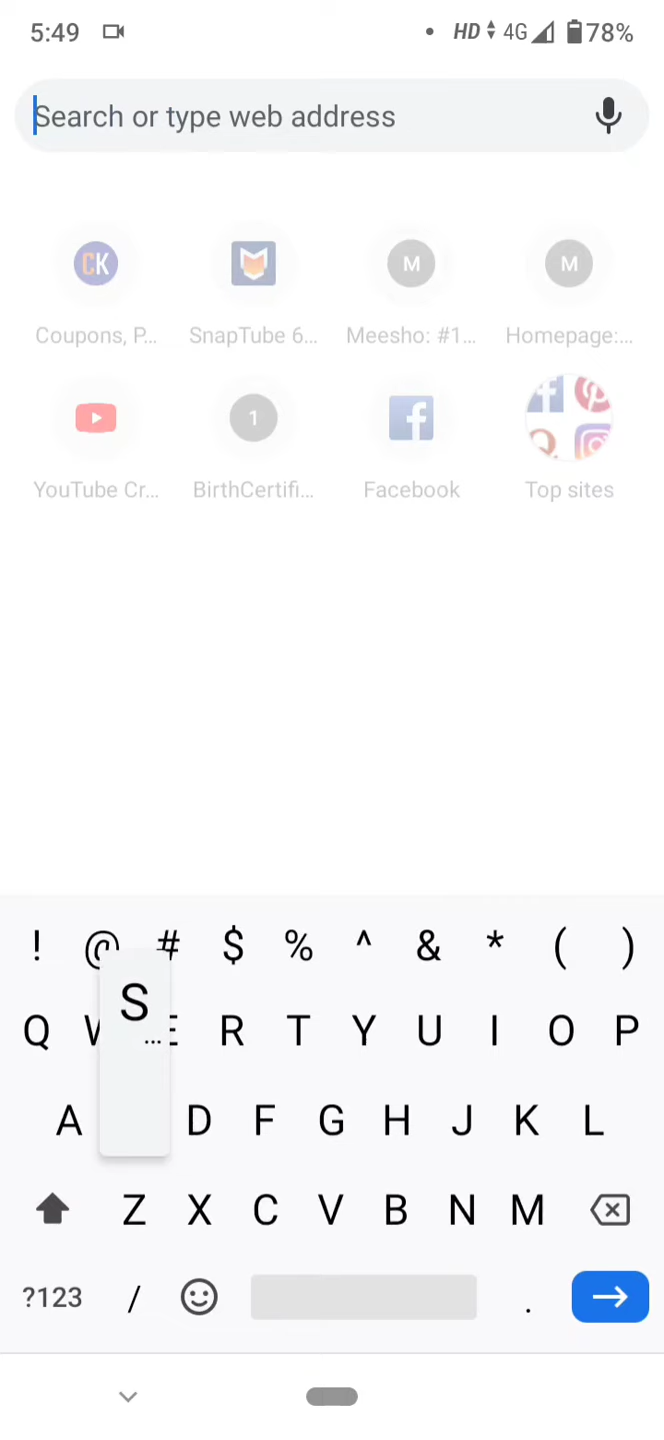 5:49 HD 4G 78%
Search or type web address
CK M M
Coupons, P... SnapTube 6... Meesho: #1... Homepage:...
1 f f
YouTube Cr... BirthCertifi... Facebook Top sites
! @ # $ % ^ & * ( )
S
...
Q W E R T Y U I O P
A D F G H J K L
Z X C V B N M
?123 / .